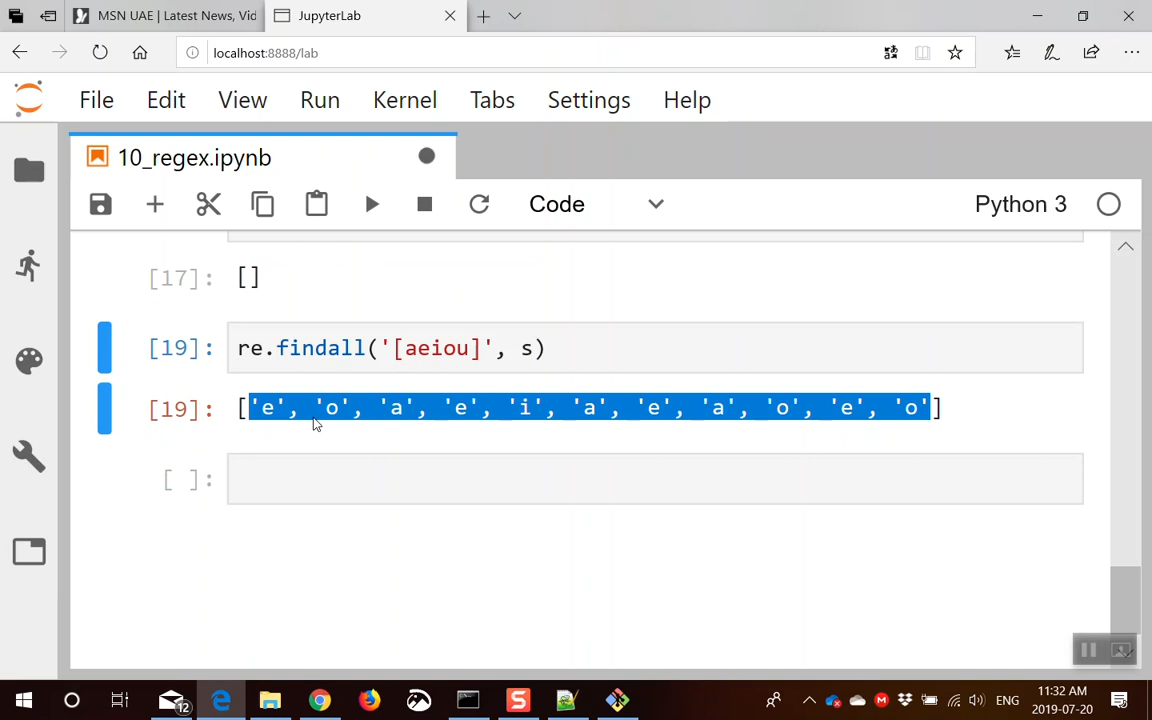 MSN UAE | Latest News, Vid
JupyterLab
localhost:8888/lab
File Edit View Run Kernel Tabs Settings Help
10_regex.ipynb
Code
Python 3
[17]: []
[19]: re.findall('[aeiou]', s)
[19]: ['e', 'o', 'a', 'e', 'i', 'a', 'e', 'a', 'o', 'e', 'o']
[ ]:
12
ENG
11:32 AM
2019-07-20